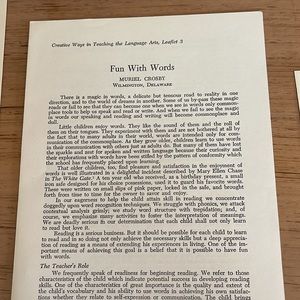 Creative Ways in Teaching the Language Arts, Leaflet 3
Fun With Words
MURIEL CROSBY
WILMINGTON, DELAWARE
There is a magic in words, a delicate but tenuous road to reality in one
direction, and to the world of dreams in another. Some of us by-pass these magic
roads or fail to see that they can become one when we see in words only commonplace
tools to help us speak or read or write. And when we fail to see the magic
in words our speaking and reading and writing will become commonplace and
dull.
Little children enjoy words. They like the sound of them and the roll of
them on their tongues. They experiment with them and are not bothered at all by
the fact that to many adults in their world, words are intended only for communication
of the commonplace. As they grow older, children learn to use words
in their communication with others just as adults do. But many of them have lost
the sparkle and zest for spoken and written language because their curiosity and
their explorations with words have been stifled by the pattern of conformity which
the school has frequently placed upon learning.
That children, too, find pleasure and satisfaction in the enjoyment of
words is well illustrated in a delightful incident described by Mary Ellen Chase
in The White Gate.¹ A ten year old who received, as a birthday present, a small
iron safe designed for his choice possessions, used it to guard his favorite words.
These were written on small slips of paper, locked in the safe, and brought
forth from time to time for the owner to savor and enjoy.
In our eagerness to help the child attain skill in reading we concentrate
doggedly upon word recognition techniques. We struggle with phonics, we attack
contextual analysis grimly; we study word structure with hopefulness. And, of
course, we emphasize many activities to foster the interpretation of meanings.
We are deadly serious in our determination that each child shall not only learn
to read but love it.
Reading is a serious business. But it should be possible for each child to learn
to read and in so doing not only achieve the necessary skills but a deep appreciation
of reading as a means of extending his experiences in living. One of the important
means of achieving this goal is a belief that it is possible to have fun
with words.
The Teacher's Role
We frequently speak of readiness for beginning reading. We refer to those
characteristics of the child which indicate potential success in developing reading
skills. One of the characteristics of great importance is the quality and extent of
the child's vocabulary and his ability to use words in achieving his own satisfactions
whether they relate to self-expression or communication. The child who